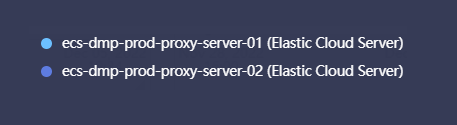 ecs-dmp-prod-proxy-server-01 (Elastic Cloud Server)
ecs-dmp-prod-proxy-server-02 (Elastic Cloud Server)